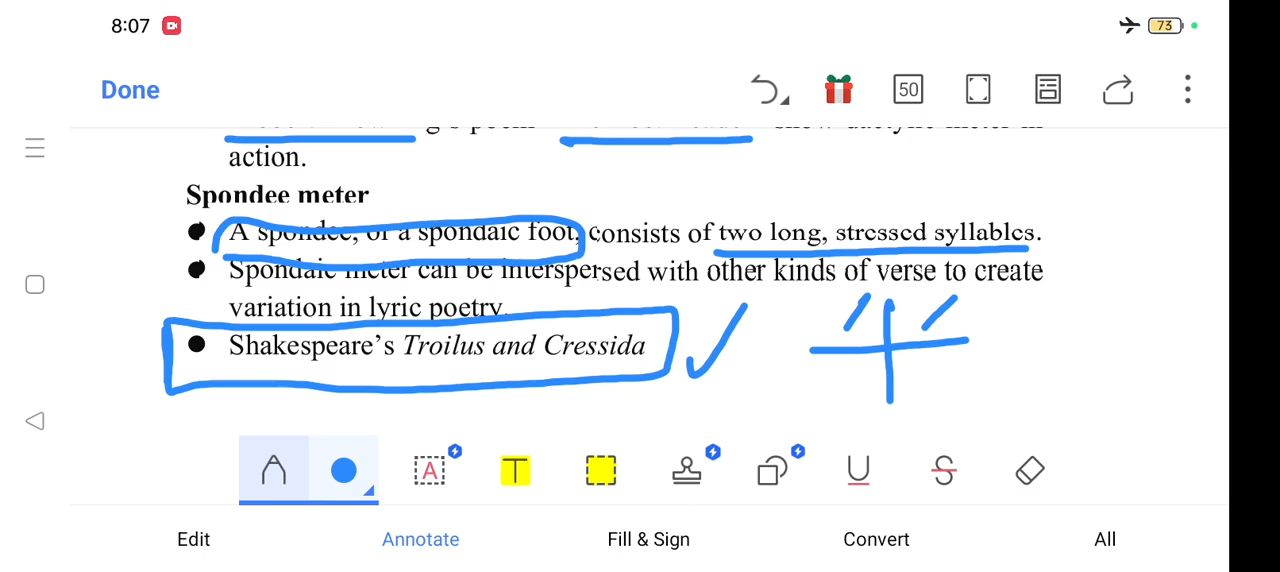 8:07
73
Done
50
action.
Spondee meter
● A spondee, or a spondaic foot, consists of two long, stressed syllables.
● Spondaic meter can be interspersed with other kinds of verse to create
variation in lyric poetry.
● Shakespeare's Troilus and Cressida
A T U S
Edit Annotate Fill & Sign Convert All